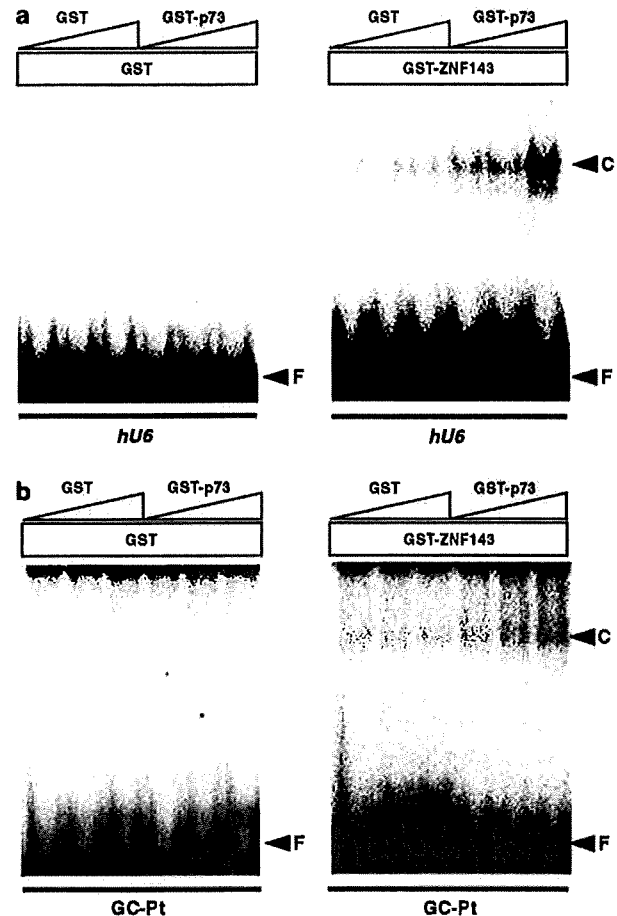 a
GST GST-p73 GST GST-p73
GST GST-ZNF143
C
F F
hU6 hU6
b
GST GST-p73 GST GST-p73
GST GST-ZNF143
C
F F
GC-Pt GC-Pt